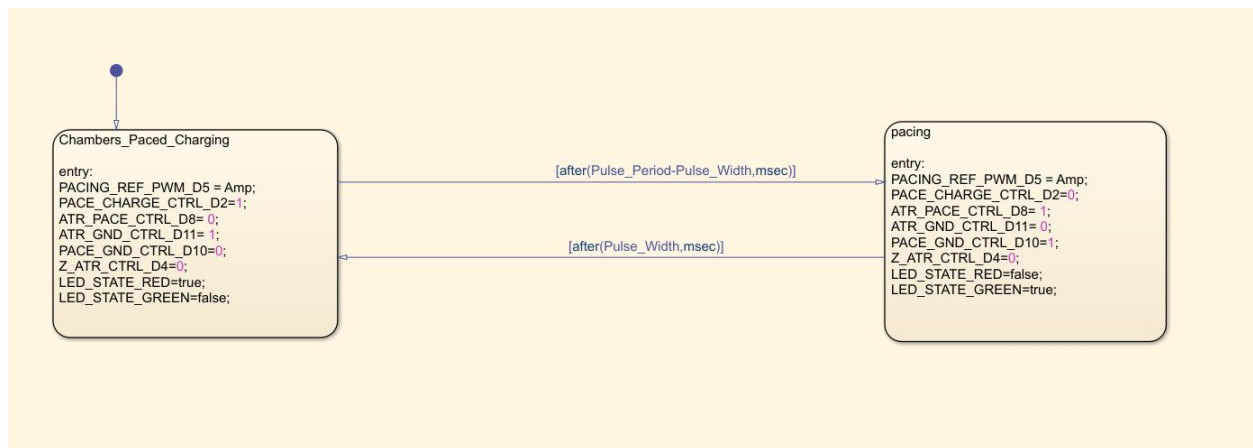 Chambers_Paced_Charging
entry:
PACING_REF_PWM_D5 = Amp;
PACE_CHARGE_CTRL_D2=1;
ATR_PACE_CTRL_D8= 0;
ATR_GND_CTRL_D11= 1;
PACE_GND_CTRL_D10=0;
Z_ATR_CTRL_D4=0;
LED_STATE_RED=true;
LED_STATE_GREEN=false;
[after(Pulse_Period-Pulse_Width,msec)]
[after(Pulse_Width,msec)]
pacing
entry:
PACING_REF_PWM_D5 = Amp;
PACE_CHARGE_CTRL_D2=0;
ATR_PACE_CTRL_D8= 1;
ATR_GND_CTRL_D11= 0;
PACE_GND_CTRL_D10=1;
Z_ATR_CTRL_D4=0;
LED_STATE_RED=false;
LED_STATE_GREEN=true;